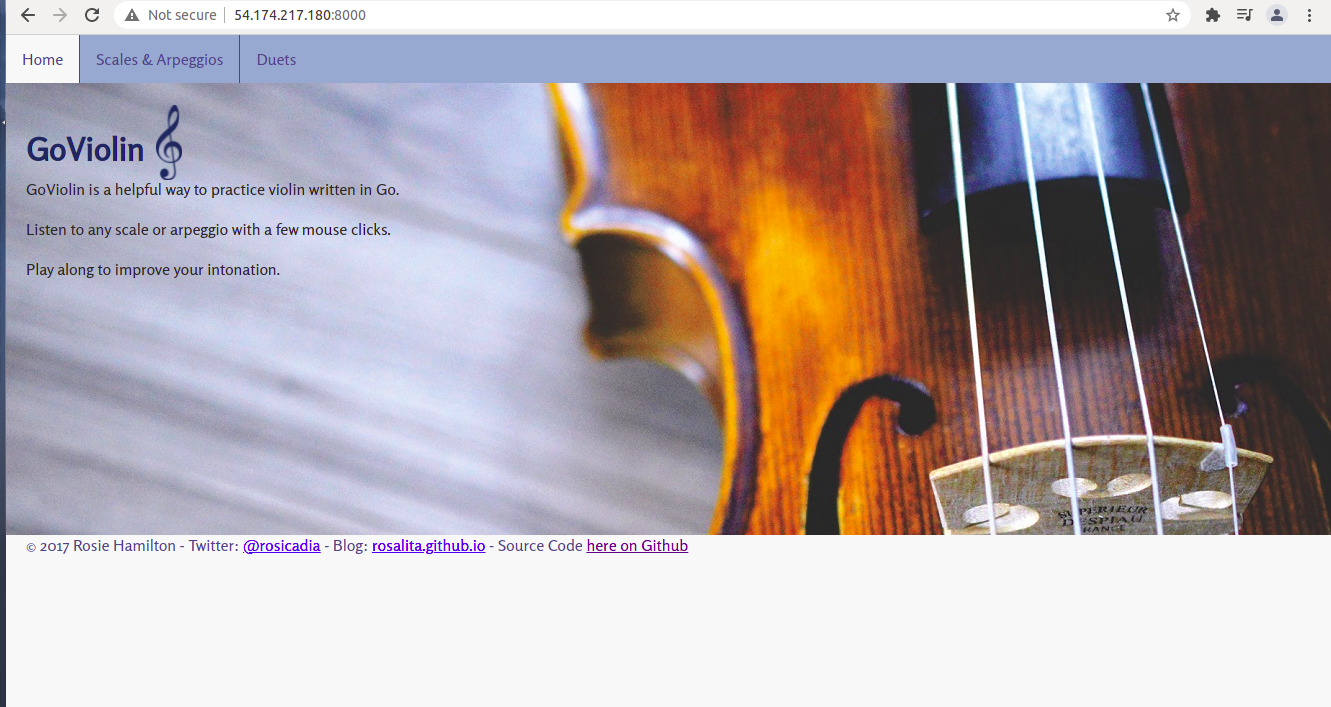 Not secure | 54.174.217.180:8000
Home Scales & Arpeggios Duets
GoViolin
GoViolin is a helpful way to practice violin written in Go.
Listen to any scale or arpeggio with a few mouse clicks.
Play along to improve your intonation.
SUPERIEUR
DESPIAU
FRANCE
© 2017 Rosie Hamilton - Twitter: @rosicadia - Blog: rosalita.github.io - Source Code here on Github